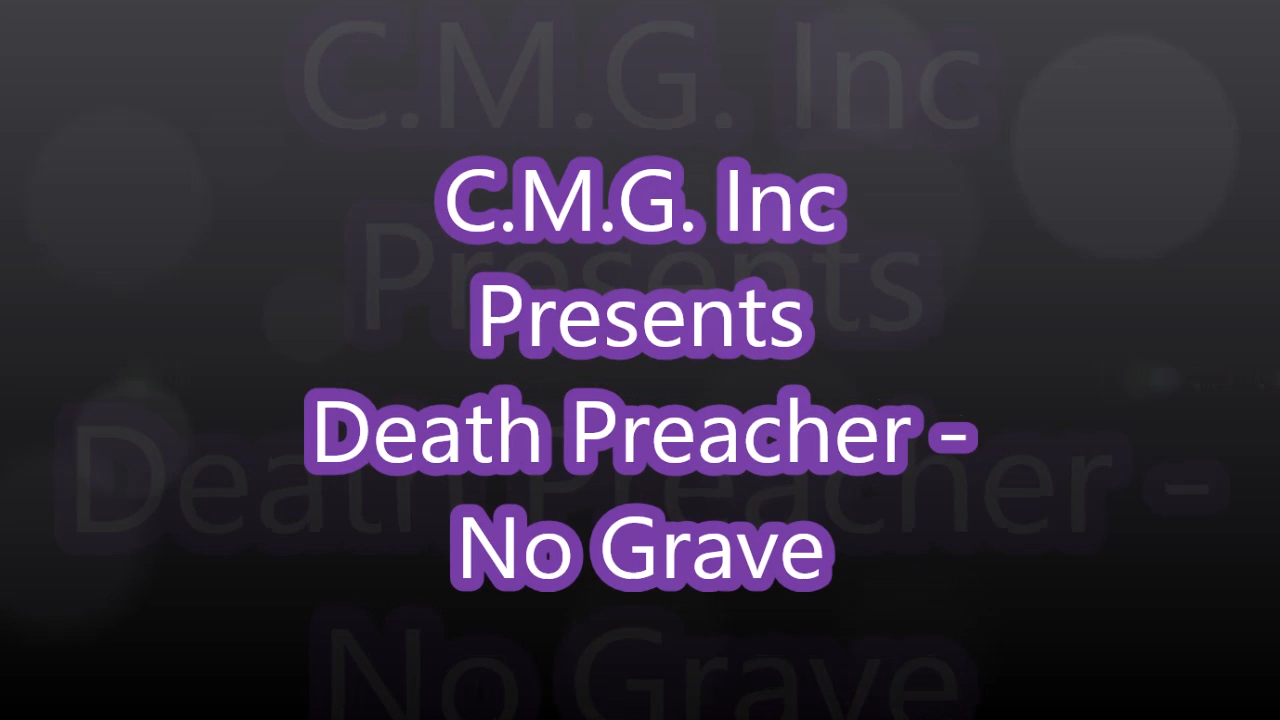 C.M.G. Inc
Presents
Death Preacher -
No Grave